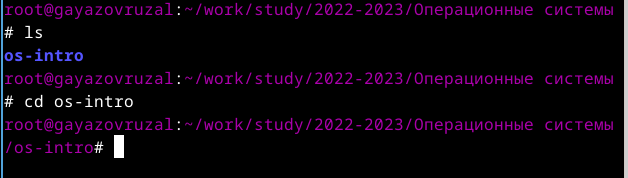 root@gayazovruzal:~/work/study/2022-2023/Операционные системы
# ls
os-intro
root@gayazovruzal:~/work/study/2022-2023/Операционные системы
# cd os-intro
root@gayazovruzal:~/work/study/2022-2023/Операционные системы
/os-intro#